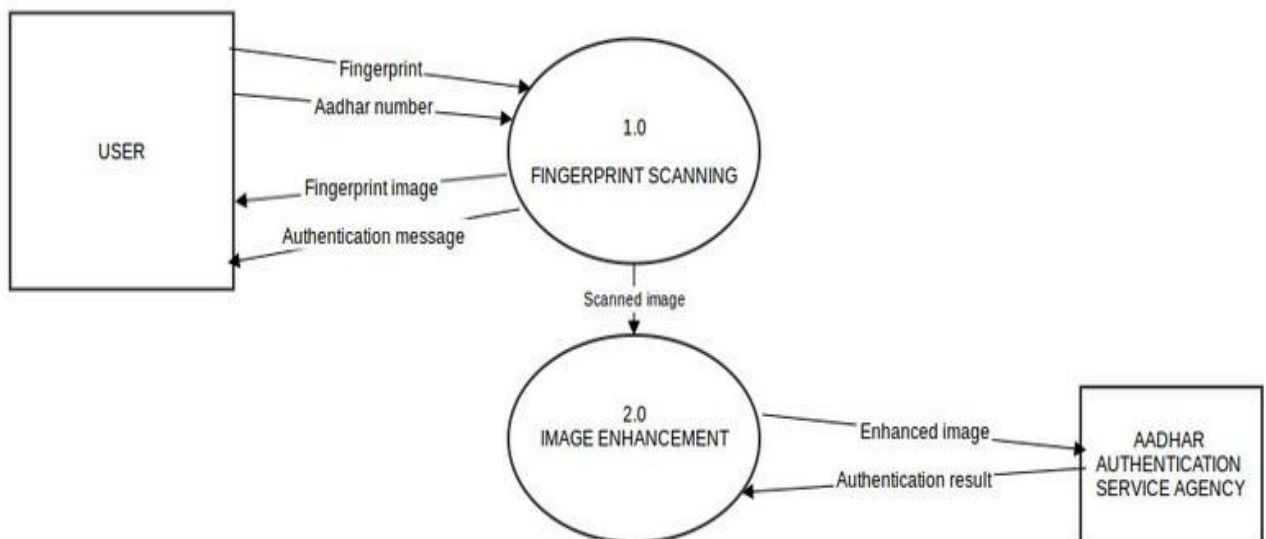 USER
Fingerprint
Aadhar number
Fingerprint image
Authentication message
1.0
FINGERPRINT SCANNING
Scanned image
2.0
IMAGE ENHANCEMENT
Enhanced image
Authentication result
AADHAR
AUTHENTICATION
SERVICE AGENCY